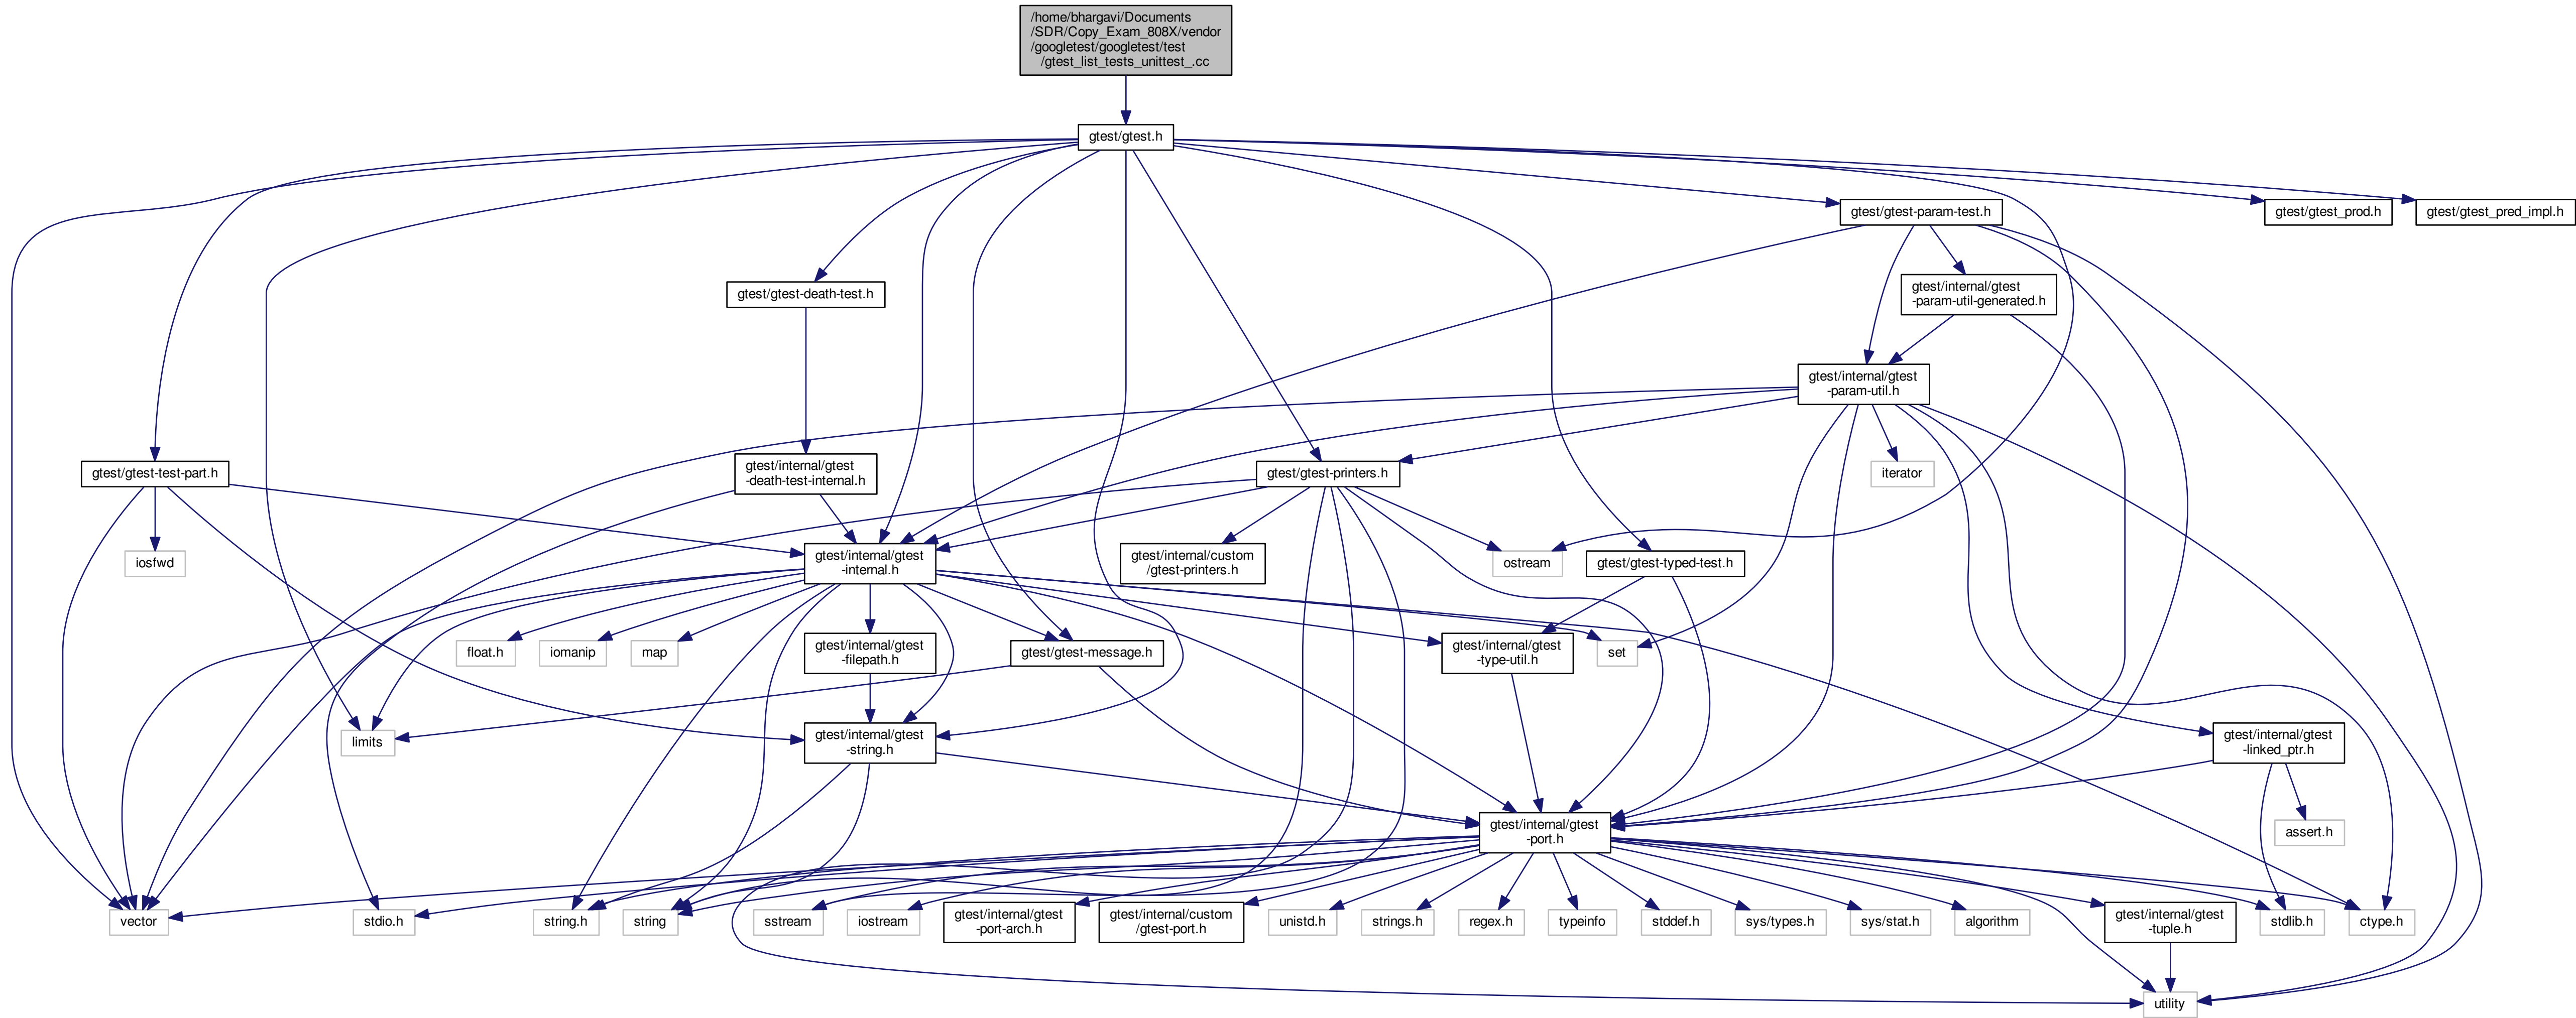 /home/bhargavi/Documents
/SDR/Copy_Exam_808X/vendor
/googletest/googletest/test
/gtest_list_tests_unittest_.cc
gtest/gtest.h
gtest/gtest-param-test.h
gtest/gtest_prod.h
gtest/gtest_pred_impl.h
gtest/gtest-death-test.h
gtest/internal/gtest
-param-util-generated.h
gtest/internal/gtest
-param-util.h
gtest/gtest-test-part.h
gtest/internal/gtest
-death-test-internal.h
gtest/gtest-printers.h
iterator
iosfwd
gtest/internal/gtest
-internal.h
gtest/internal/custom
/gtest-printers.h
ostream
gtest/gtest-typed-test.h
float.h
iomanip
map
gtest/internal/gtest
-filepath.h
gtest/gtest-message.h
gtest/internal/gtest
-type-util.h
set
limits
gtest/internal/gtest
-string.h
gtest/internal/gtest
-linked_ptr.h
gtest/internal/gtest
-port.h
assert.h
vector
stdio.h
string.h
string
sstream
iostream
gtest/internal/gtest
-port-arch.h
gtest/internal/custom
/gtest-port.h
unistd.h
strings.h
regex.h
typeinfo
stddef.h
sys/types.h
sys/stat.h
algorithm
gtest/internal/gtest
-tuple.h
stdlib.h
ctype.h
utility